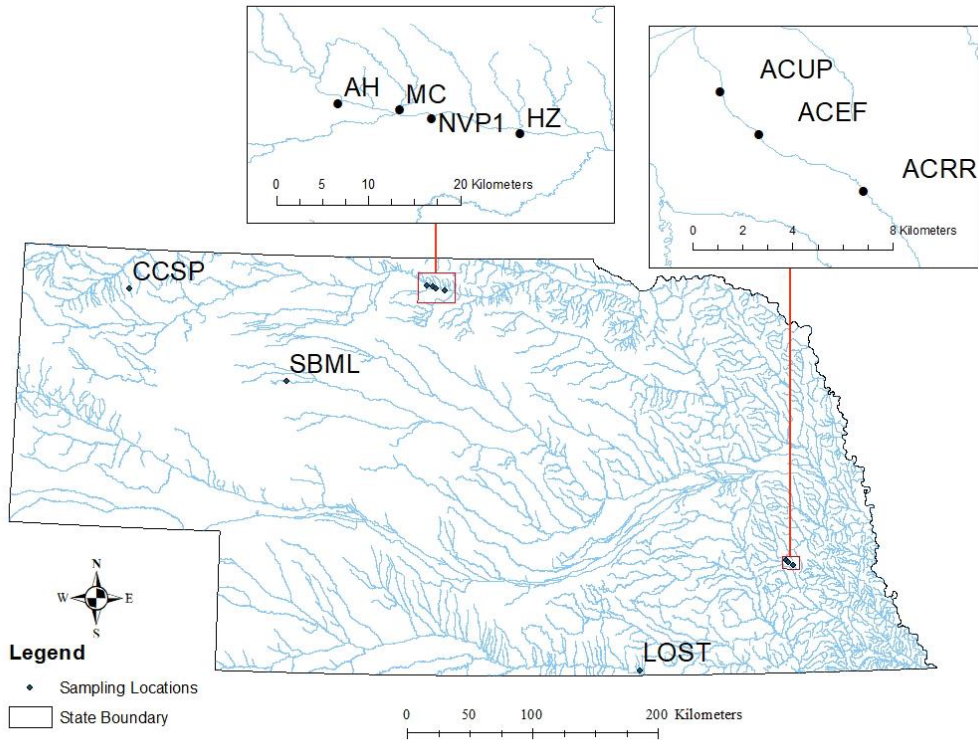 AH
MC
NVP1
HZ
0 5 10 20 Kilometers
ACUP
ACEF
ACRR
0 2 4 8 Kilometers
CCSP
SBML
LOST
N
W E
S
Legend
Sampling Locations
State Boundary
0 50 100 200 Kilometers